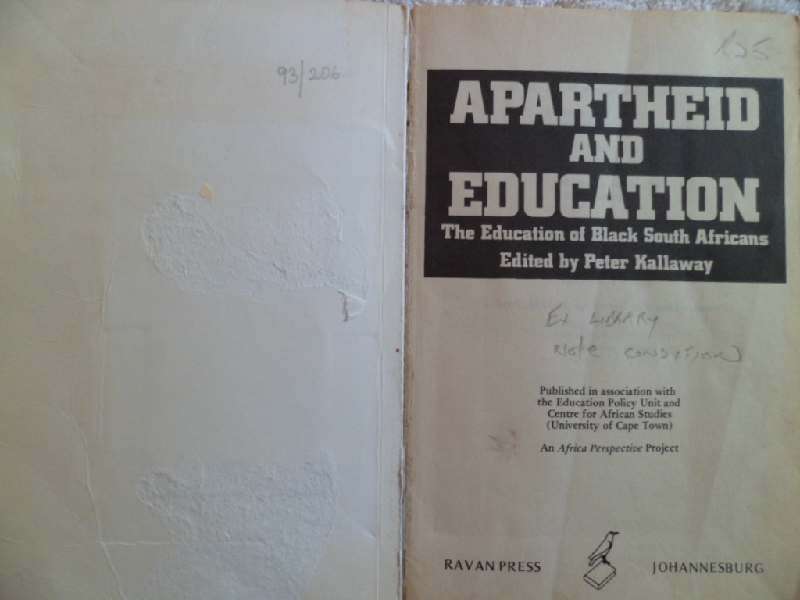 93/206
APARTHEID
AND
EDUCATION
The Education of Black South Africans
Edited by Peter Kallaway
EX LIBRARY
Note CONDITION
Published in association with
the Education Policy Unit and
Centre for African Studies
(University of Cape Town)
An Africa Perspective Project
RAVAN PRESS JOHANNESBURG